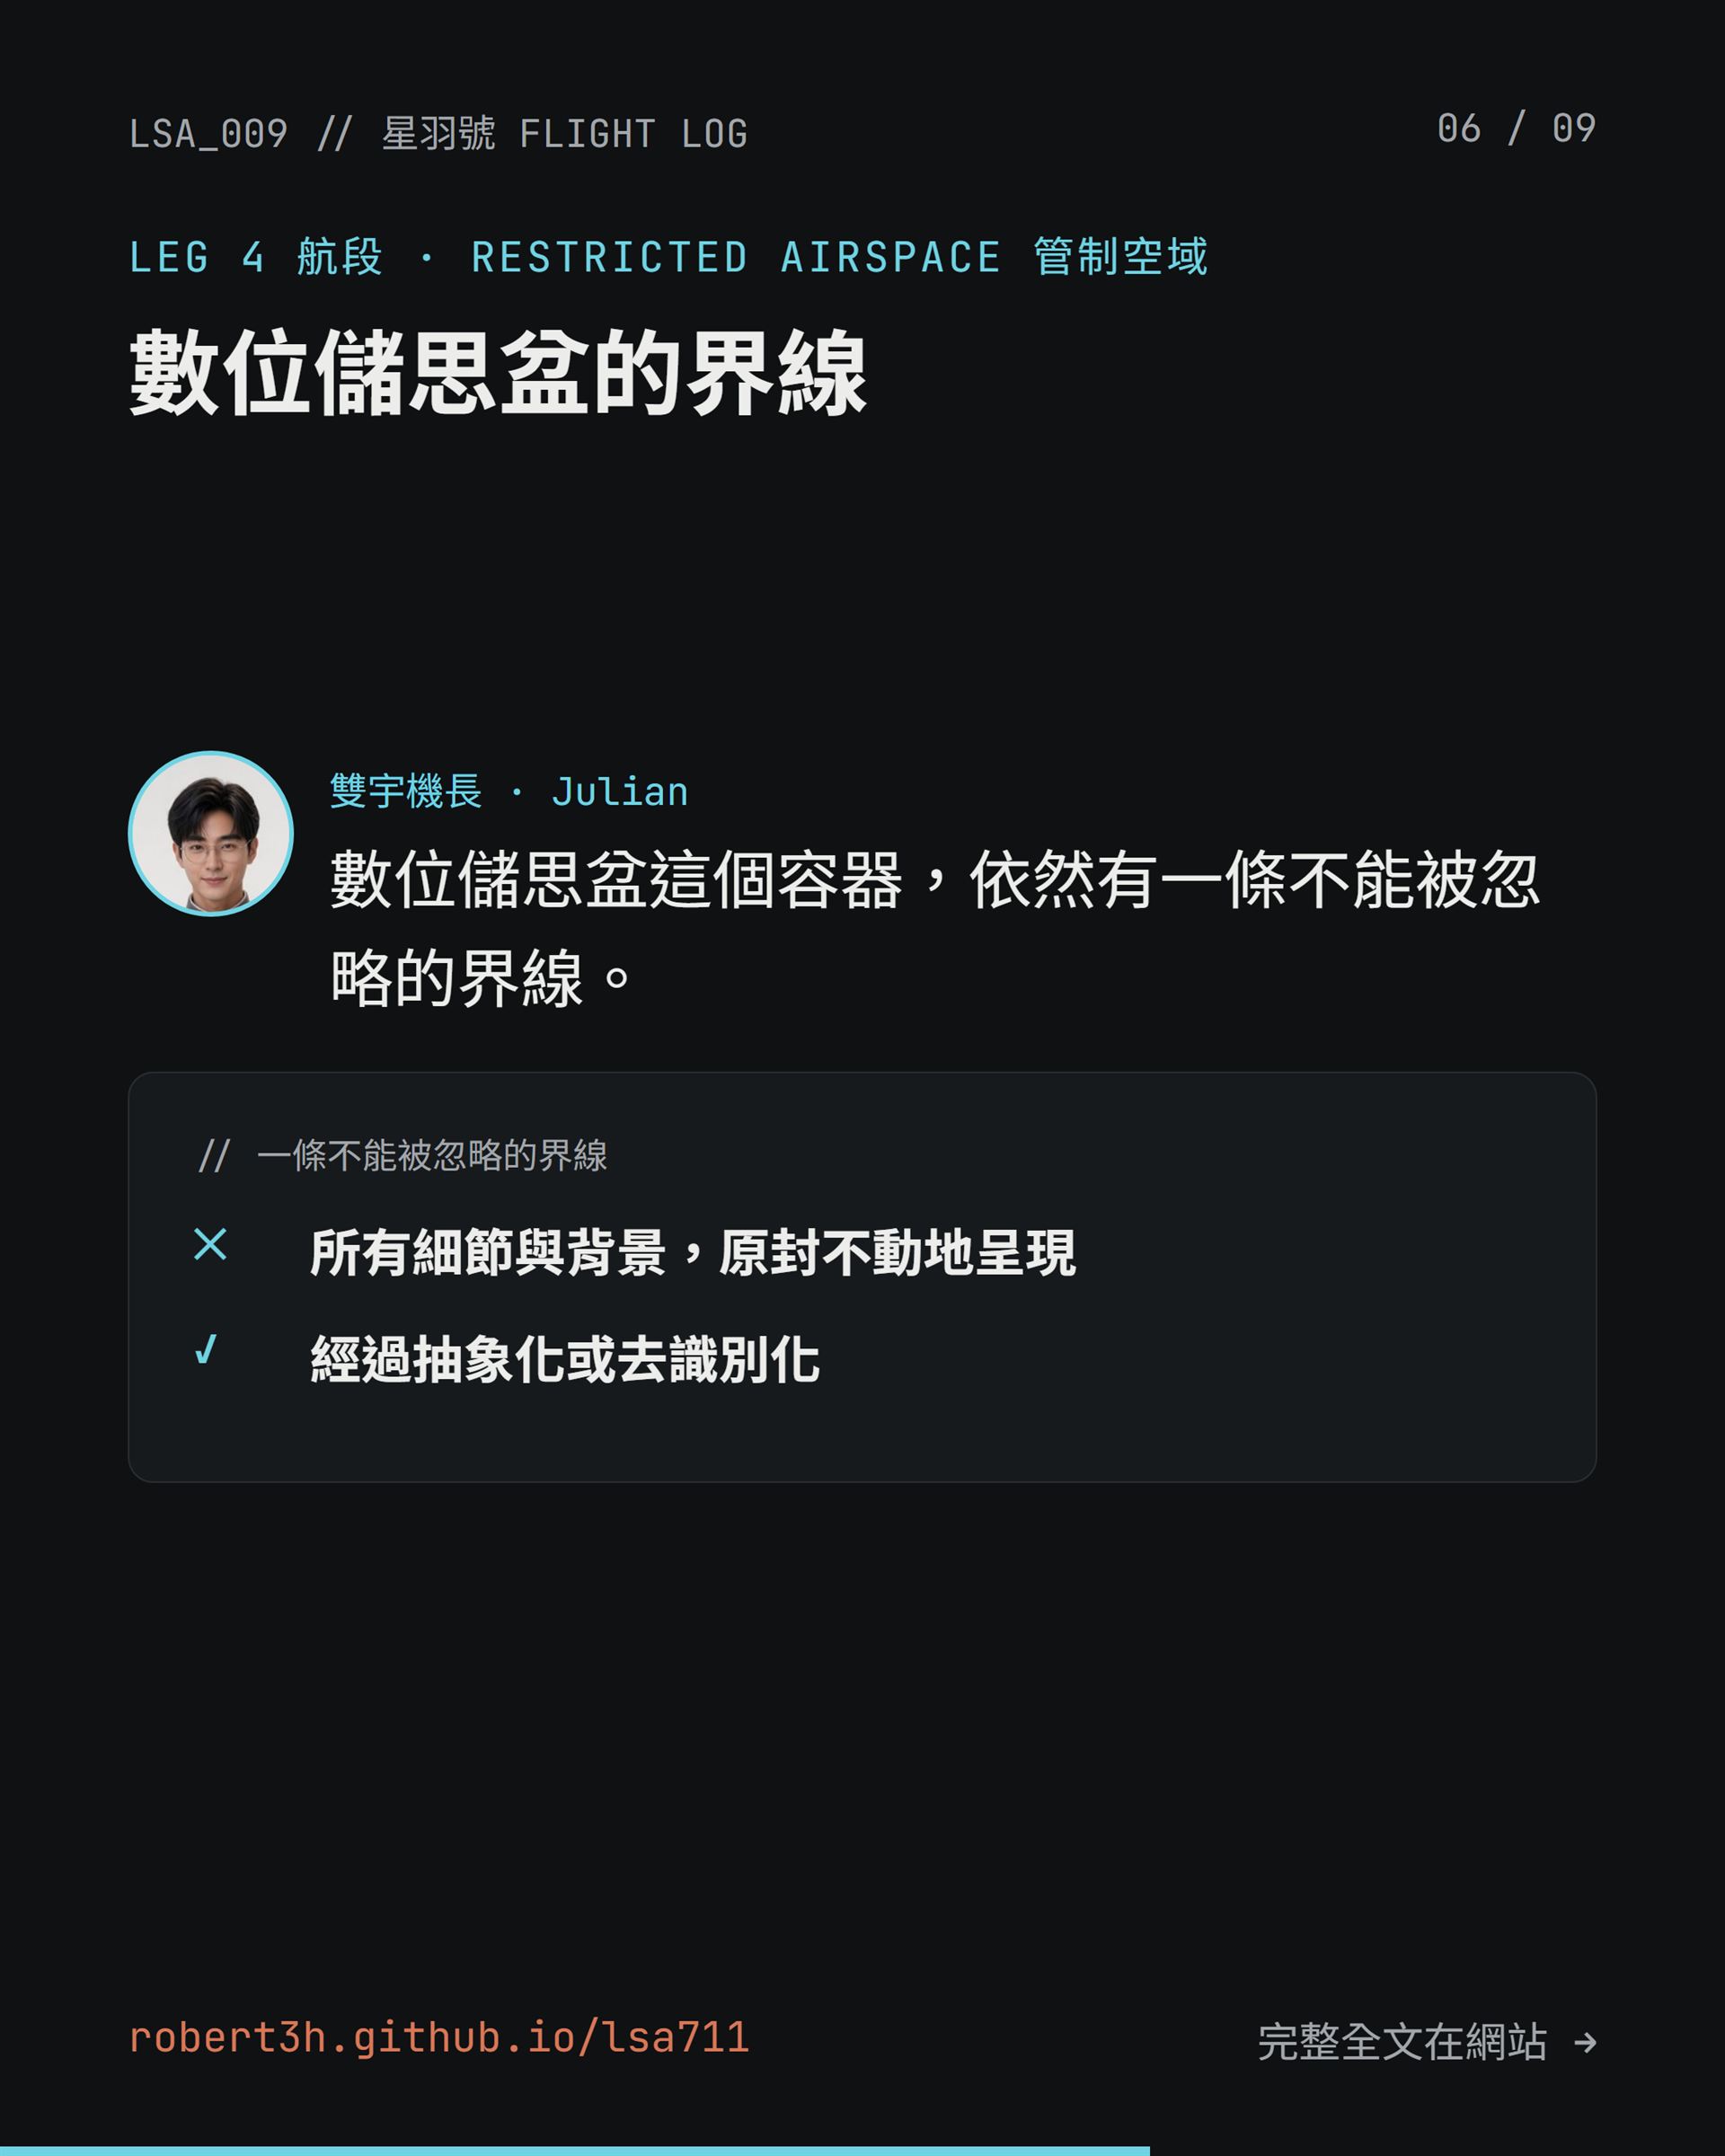 LSA_009 // 星羽號 FLIGHT LOG
06 / 09
LEG 4 航段 · RESTRICTED AIRSPACE 管制空域
數位儲思盆的界線
雙宇機長 · Julian
數位儲思盆這個容器，依然有一條不能被忽
略的界線。
// 一條不能被忽略的界線
✕ 所有細節與背景，原封不動地呈現
✓ 經過抽象化或去識別化
robert3h.github.io/lsa711
完整全文在網站 →